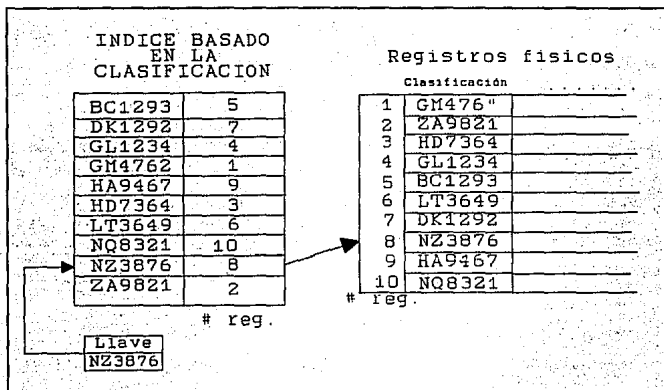 INDICE BASADO
EN LA
CLASIFICACION
BC1293 5
DK1292 7
GL1234 4
GM4762 1
HA9467 9
HD7364 3
LT3649 6
NQ8321 10
NZ3876 8
ZA9821 2
# reg.
Llave
NZ3876
Registros fisicos
Clasificación
1 GM476"
2 ZA9821
3 HD7364
4 GL1234
5 BC1293
6 LT3649
7 DK1292
8 NZ3876
9 HA9467
10 NQ8321
# reg.